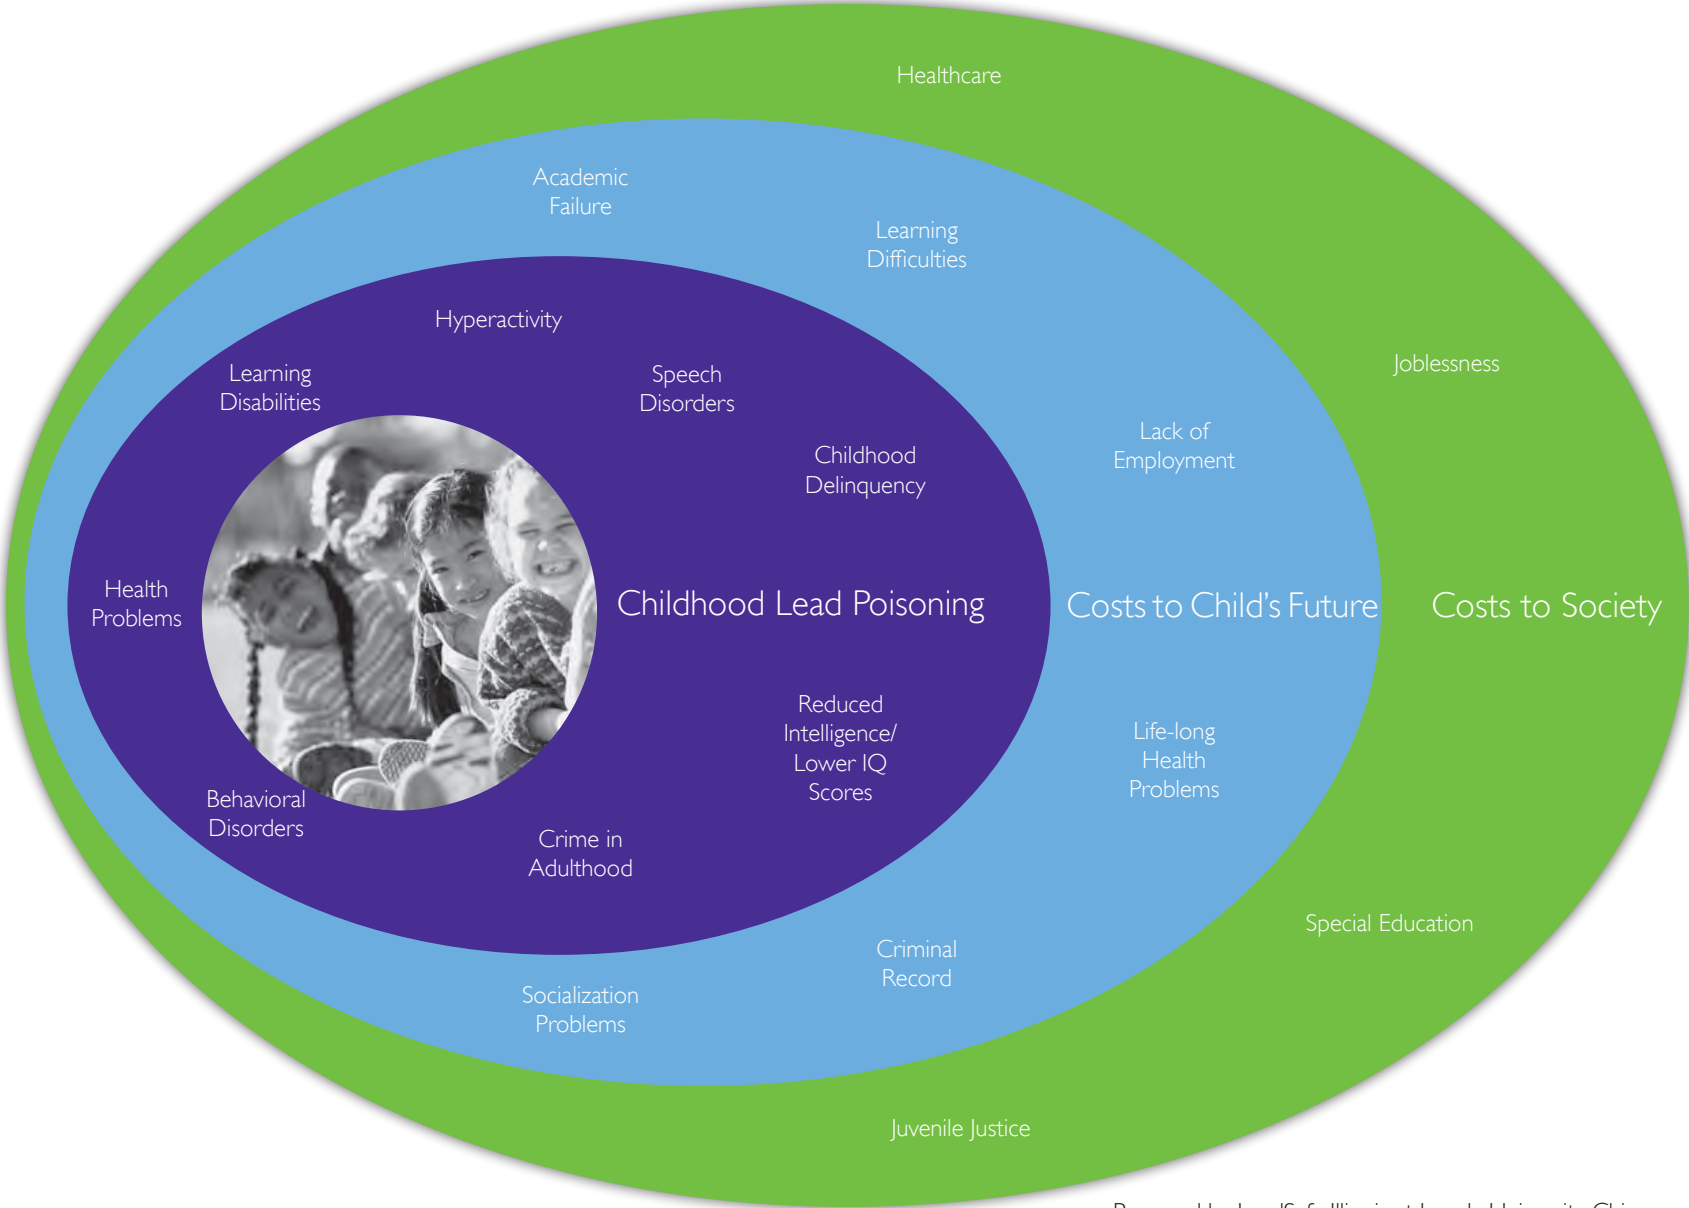 Healthcare
Academic
Failure
Learning
Difficulties
Hyperactivity
Learning
Disabilities
Speech
Disorders
Joblessness
Childhood
Delinquency
Lack of
Employment
Health
Problems
Childhood Lead Poisoning
Costs to Child's Future
Costs to Society
Reduced
Intelligence/
Lower IQ
Scores
Life-long
Health
Problems
Behavioral
Disorders
Crime in
Adulthood
Special Education
Criminal
Record
Socialization
Problems
Juvenile Justice